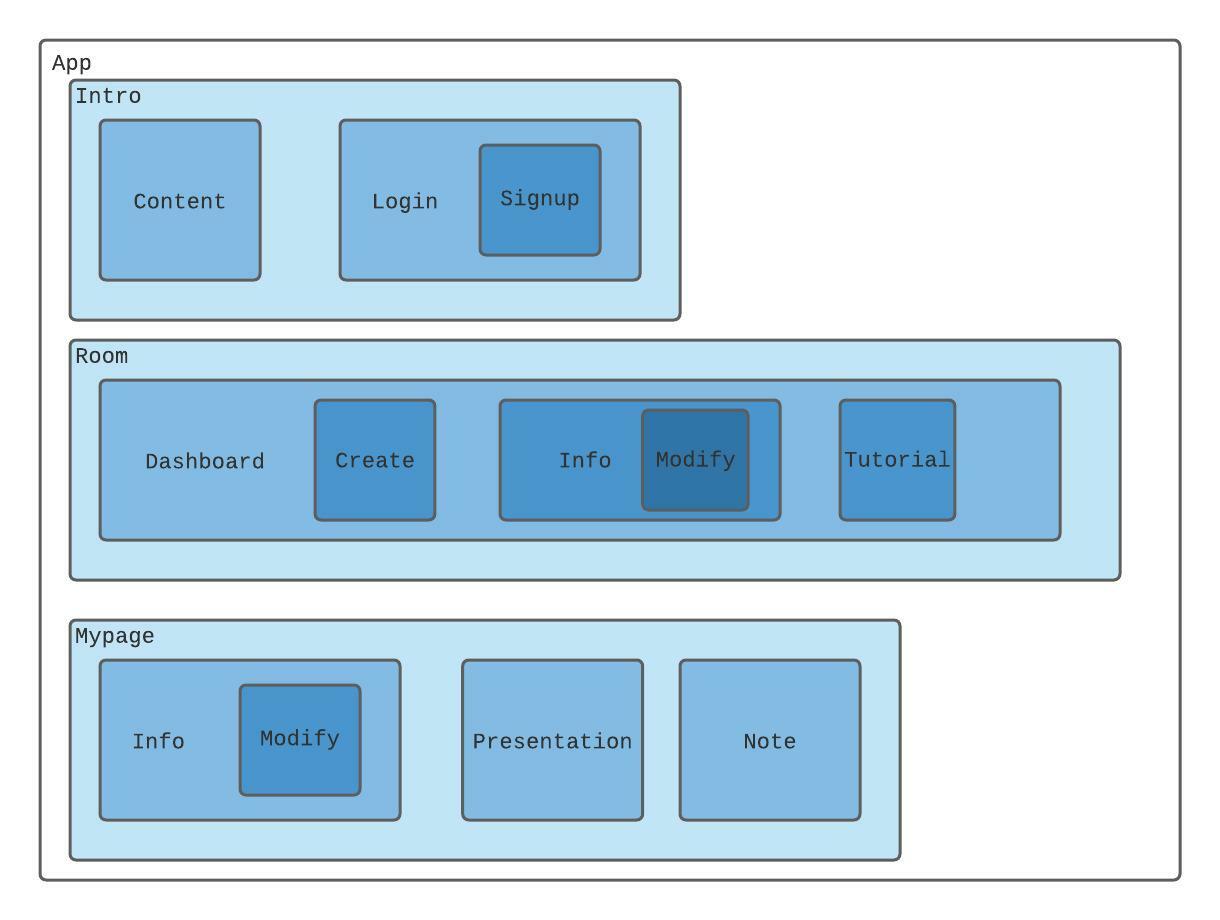 App
Intro
Content
Login
Signup
Room
Dashboard
Create
Info
Modify
Tutorial
Mypage
Info
Modify
Presentation
Note